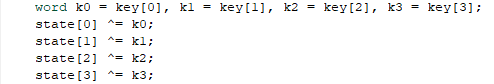 word k0 = key[0], k1 = key[1], k2 = key[2], k3 = key[3];
state[0] ^= k0;
state[1] ^= k1;
state[2] ^= k2;
state[3] ^= k3;